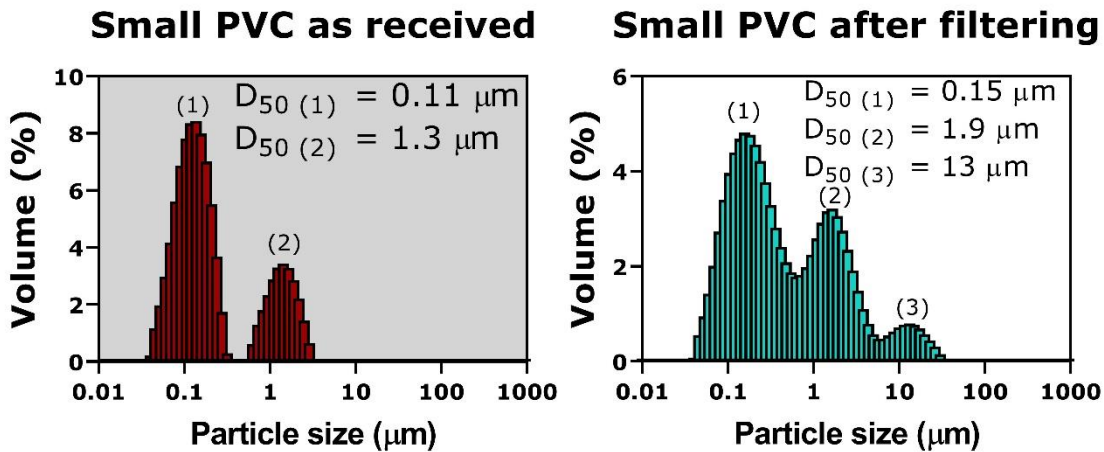 Small PVC as received
Volume (%)
10
8
6
4
2
0
(1)
(2)
D50 (1) = 0.11 μm
D50 (2) = 1.3 μm
0.01 0.1 1 10 100 1000
Particle size (μm)
Small PVC after filtering
Volume (%)
6
4
2
0
(1)
(2)
(3)
D50 (1) = 0.15 μm
D50 (2) = 1.9 μm
D50 (3) = 13 μm
0.01 0.1 1 10 100 1000
Particle size (μm)